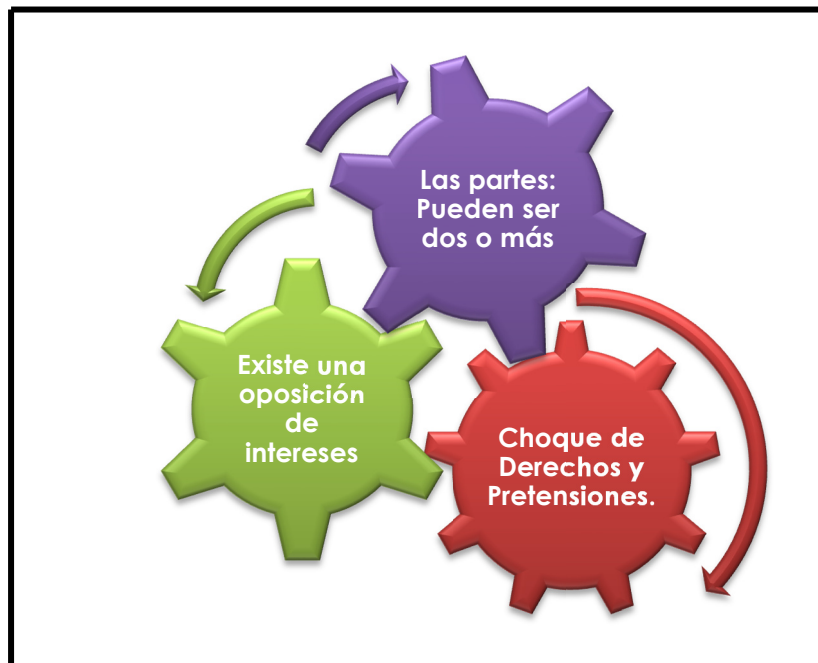 Las partes:
Pueden ser
dos o más
Existe una
oposición
de
intereses
Choque de
Derechos y
Pretensiones.